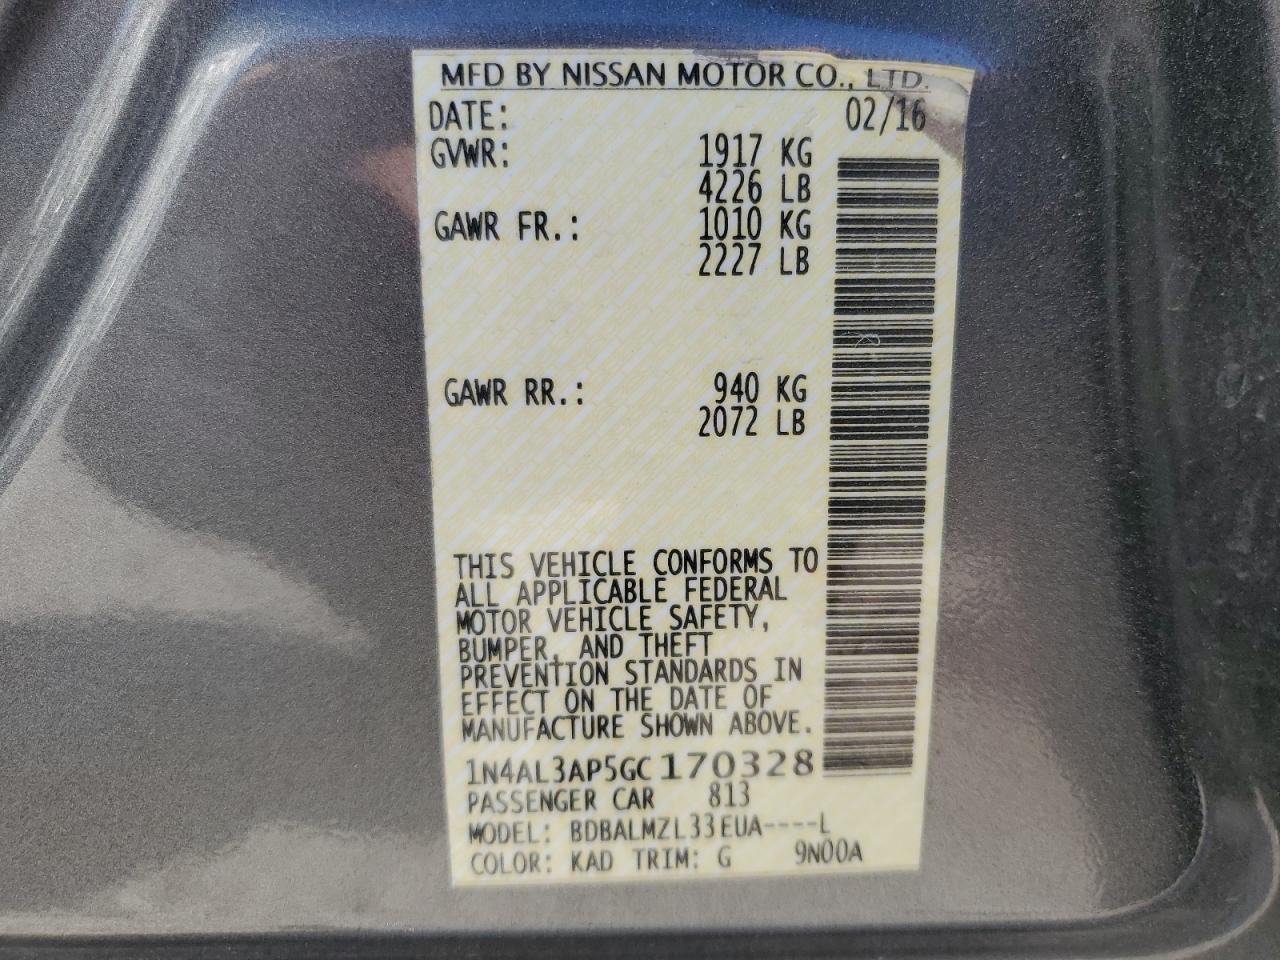 MFD BY NISSAN MOTOR CO., LTD.
DATE: 02/16
GVWR: 1917 KG
4226 LB
GAWR FR.: 1010 KG
2227 LB
GAWR RR.: 940 KG
2072 LB
THIS VEHICLE CONFORMS TO
ALL APPLICABLE FEDERAL
MOTOR VEHICLE SAFETY,
BUMPER, AND THEFT
PREVENTION STANDARDS IN
EFFECT ON THE DATE OF
MANUFACTURE SHOWN ABOVE.
1N4AL3AP5GC170328
PASSENGER CAR 813
MODEL: BDBALMZL33EUA----L
COLOR: KAD TRIM: G 9N00A